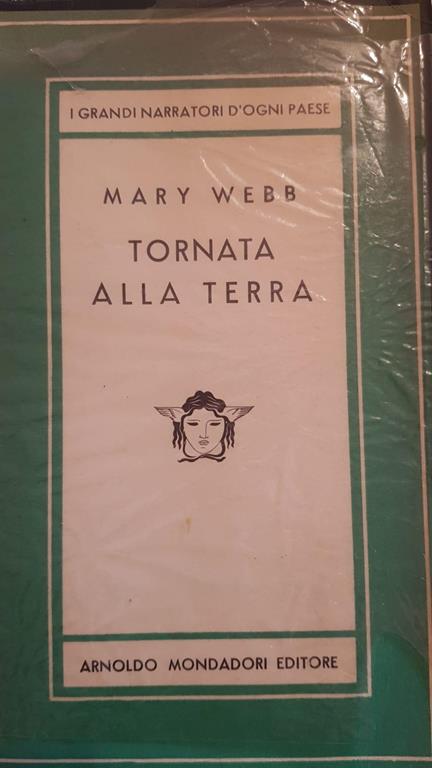 I GRANDI NARRATORI D'OGNI PAESE
MARY WEBB
TORNATA
ALLA TERRA
ARNOLDO MONDADORI EDITORE